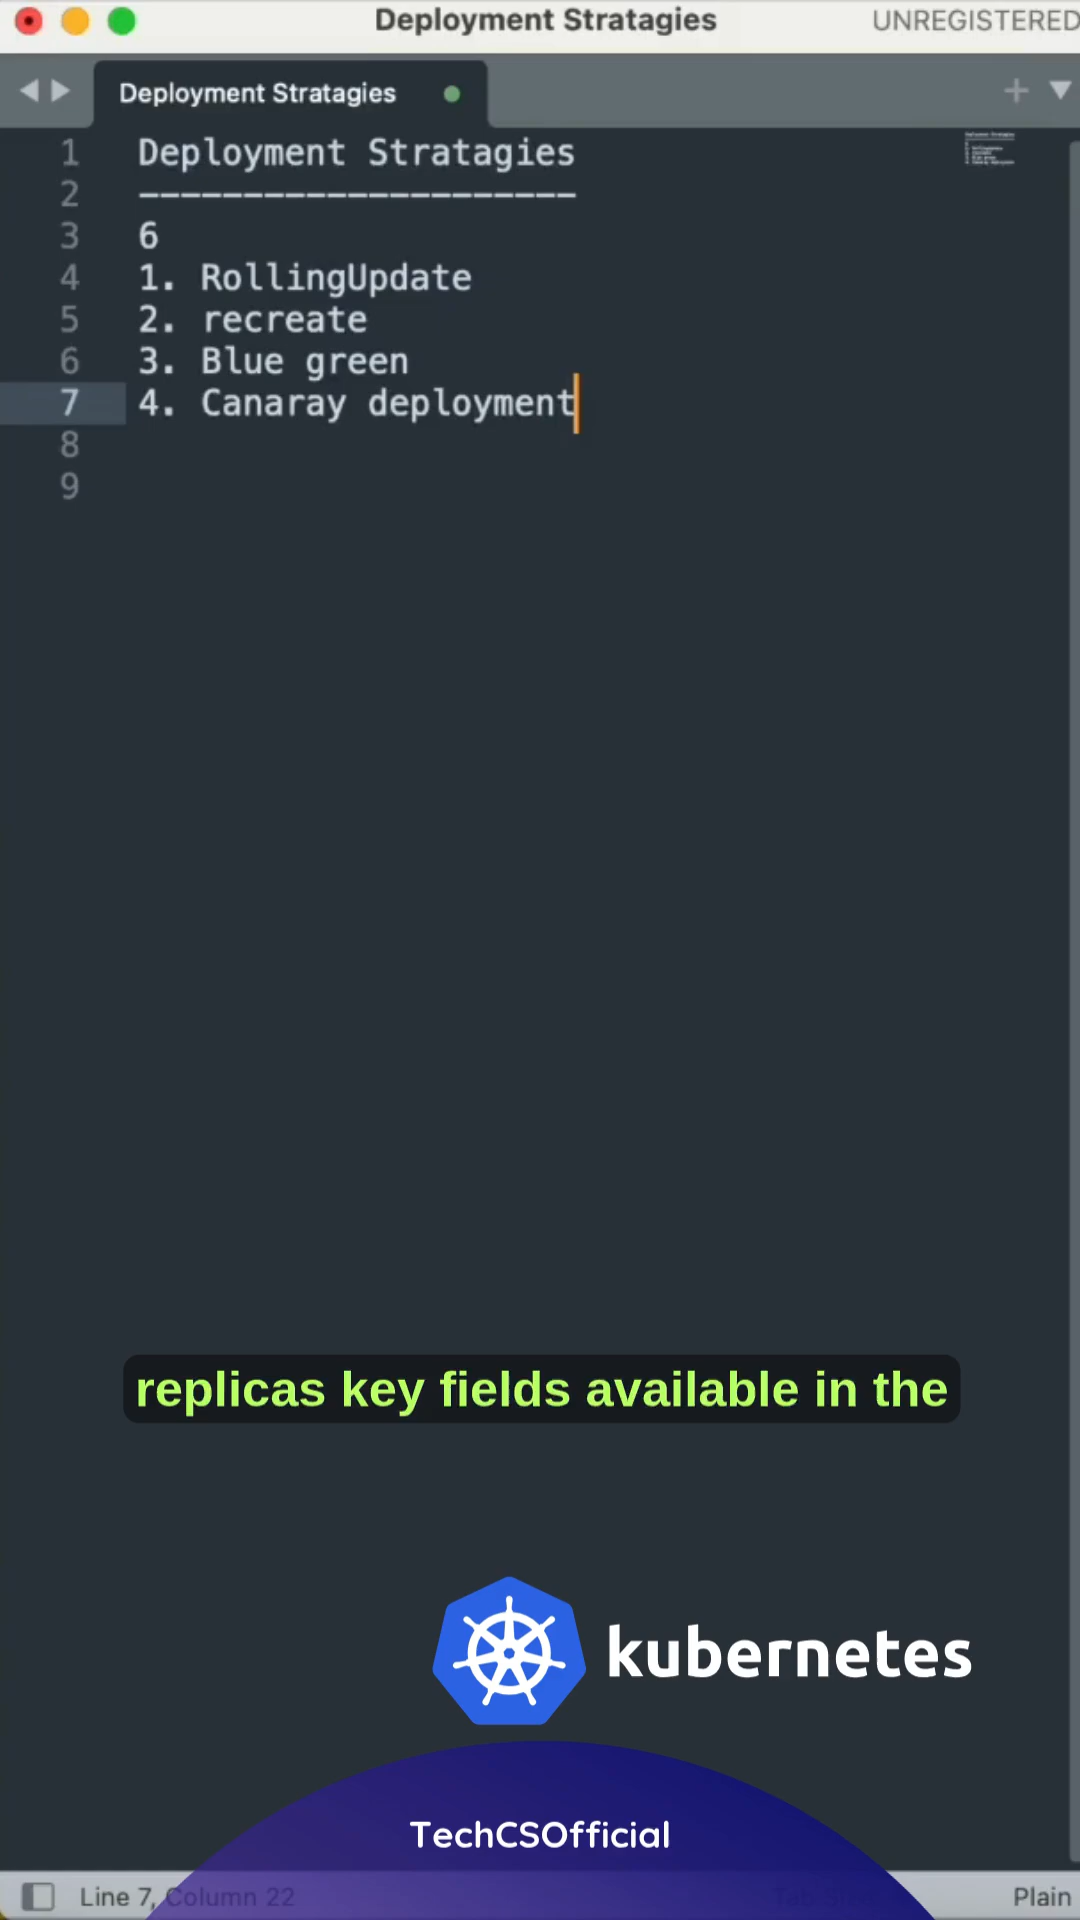 Deployment Stratagies
UNREGISTERED
Deployment Stratagies
1 Deployment Stratagies
2 ---------------------
3 6
4 1. RollingUpdate
5 2. recreate
6 3. Blue green
7 4. Canaray deployment
8
9
replicas key fields available in the
kubernetes
TechCSOfficial
Line 7, Column 22
Plain